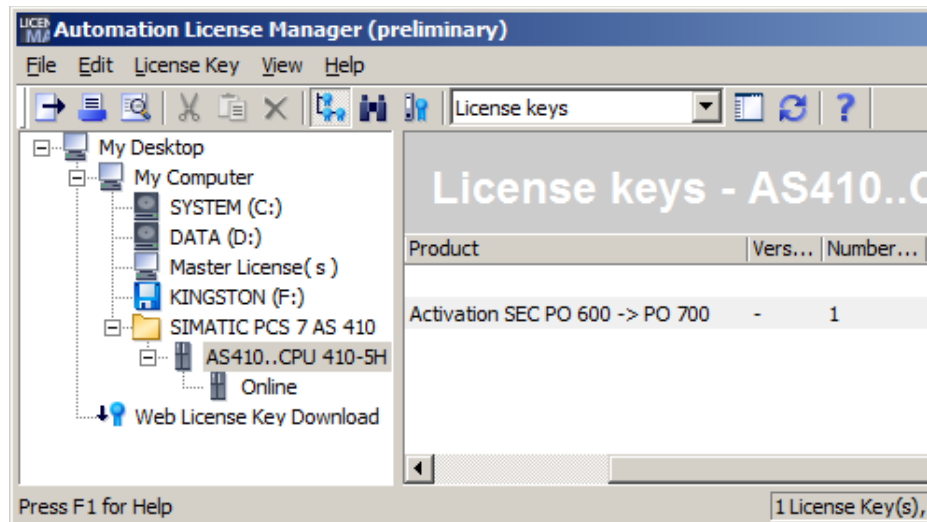 Automation License Manager (preliminary)
File Edit License Key View Help
License keys
My Desktop
My Computer
SYSTEM (C:)
DATA (D:)
Master License( s )
KINGSTON (F:)
SIMATIC PCS 7 AS 410
AS410..CPU 410-5H
Online
Web License Key Download
License keys - AS410..C
Product Vers... Number...
Activation SEC PO 600 -> PO 700 - 1
Press F1 for Help
1 License Key(s),